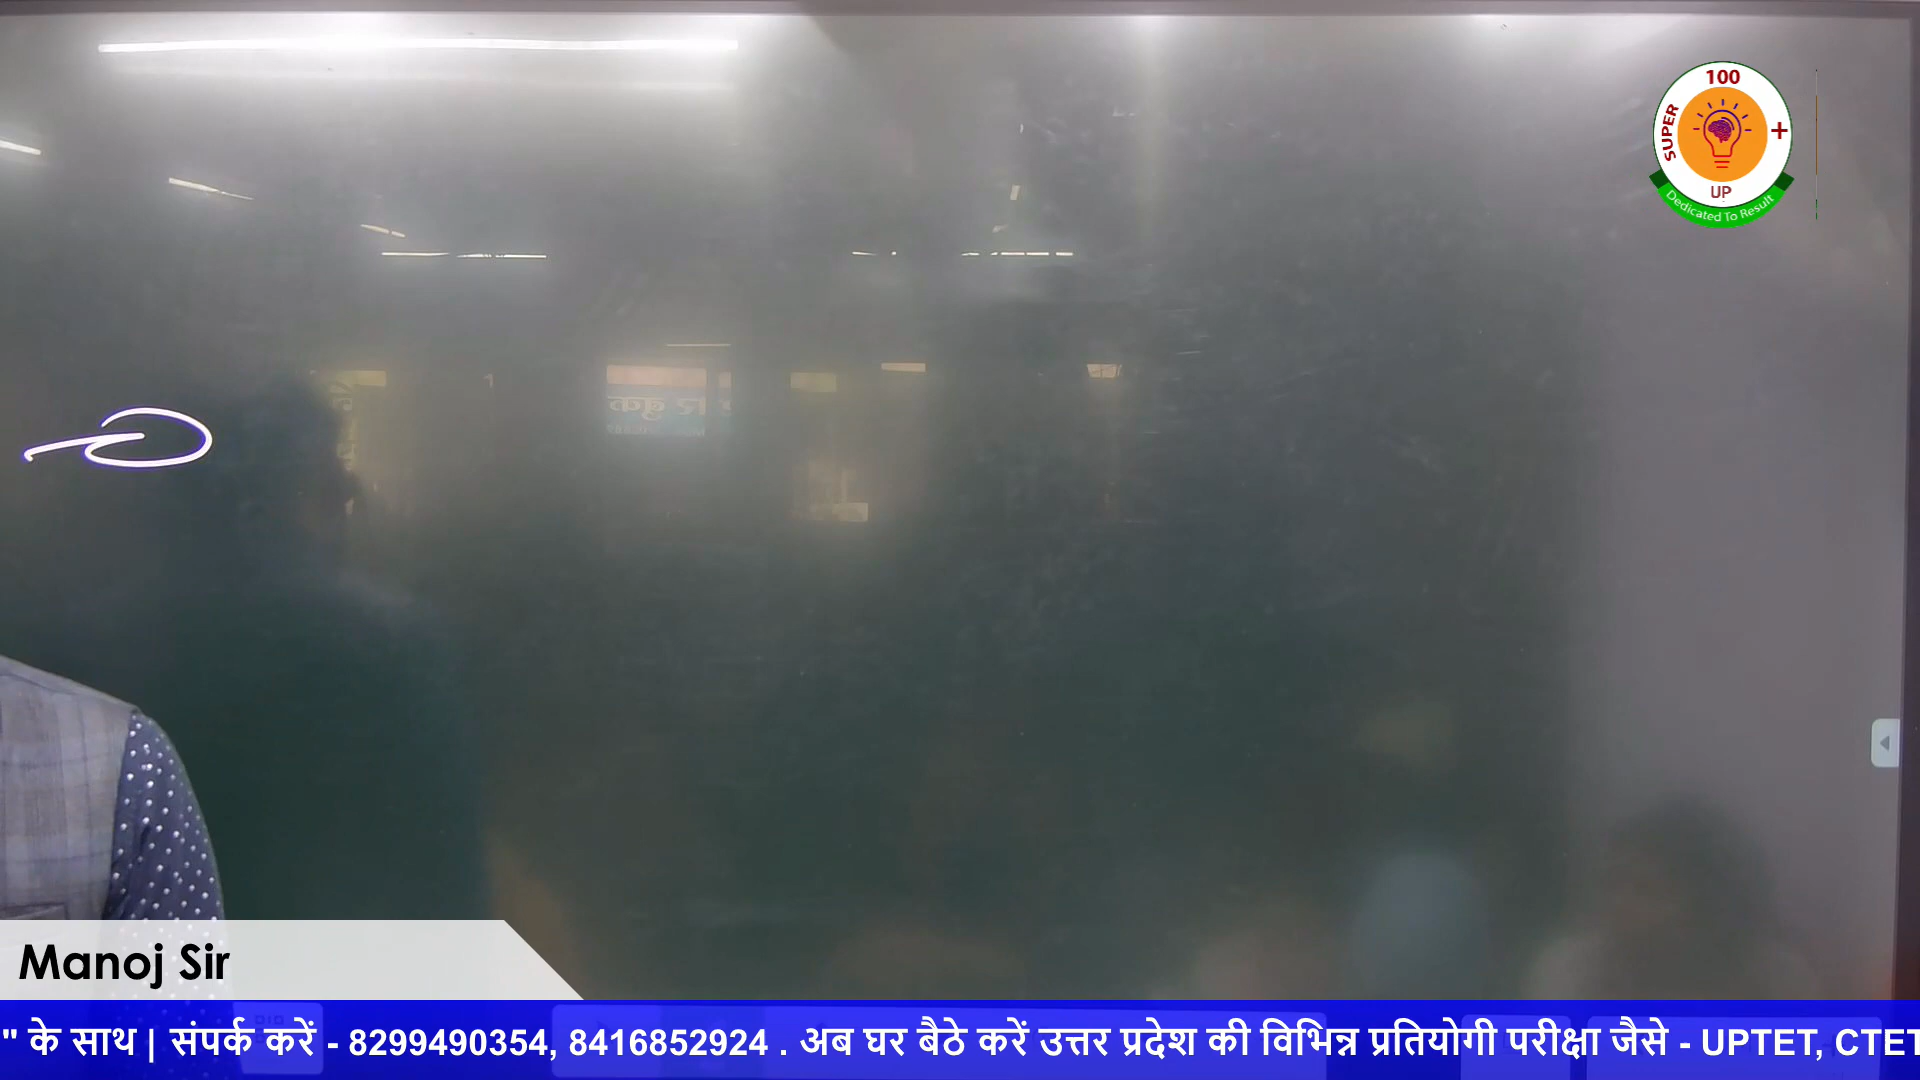 100
SUPER
+
UP
Dedicated To Result
Manoj Sir
" के साथ | संपर्क करें - 8299490354, 8416852924 . अब घर बैठे करें उत्तर प्रदेश की विभिन्न प्रतियोगी परीक्षा जैसे - UPTET, CTET